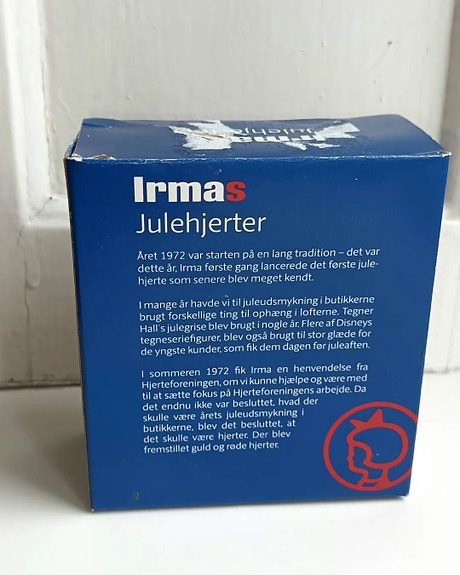 Irmas
Julehjerter
Irmas
Julehjerter
Året 1972 var starten på en lang tradition – det var
dette år, Irma første gang lancerede det første jule-
hjerte som senere blev meget kendt.
I mange år havde vi til juleudsmykning i butikkerne
brugt forskellige ting til ophæng i lofterne. Tegner
Hall's julegrise blev brugt i nogle år. Flere af Disneys
tegneseriefigurer, blev også brugt til stor glæde for
de yngste kunder, som fik dem dagen før juleaften.
I sommeren 1972 fik Irma en henvendelse fra
Hjerteforeningen, om vi kunne hjælpe og være med
til at sætte fokus på Hjerteforeningens arbejde. Da
det endnu ikke var besluttet, hvad der
skulle være årets juleudsmykning i
butikkerne, blev det besluttet, at
det skulle være hjerter. Der blev
fremstillet guld og røde hjerter.